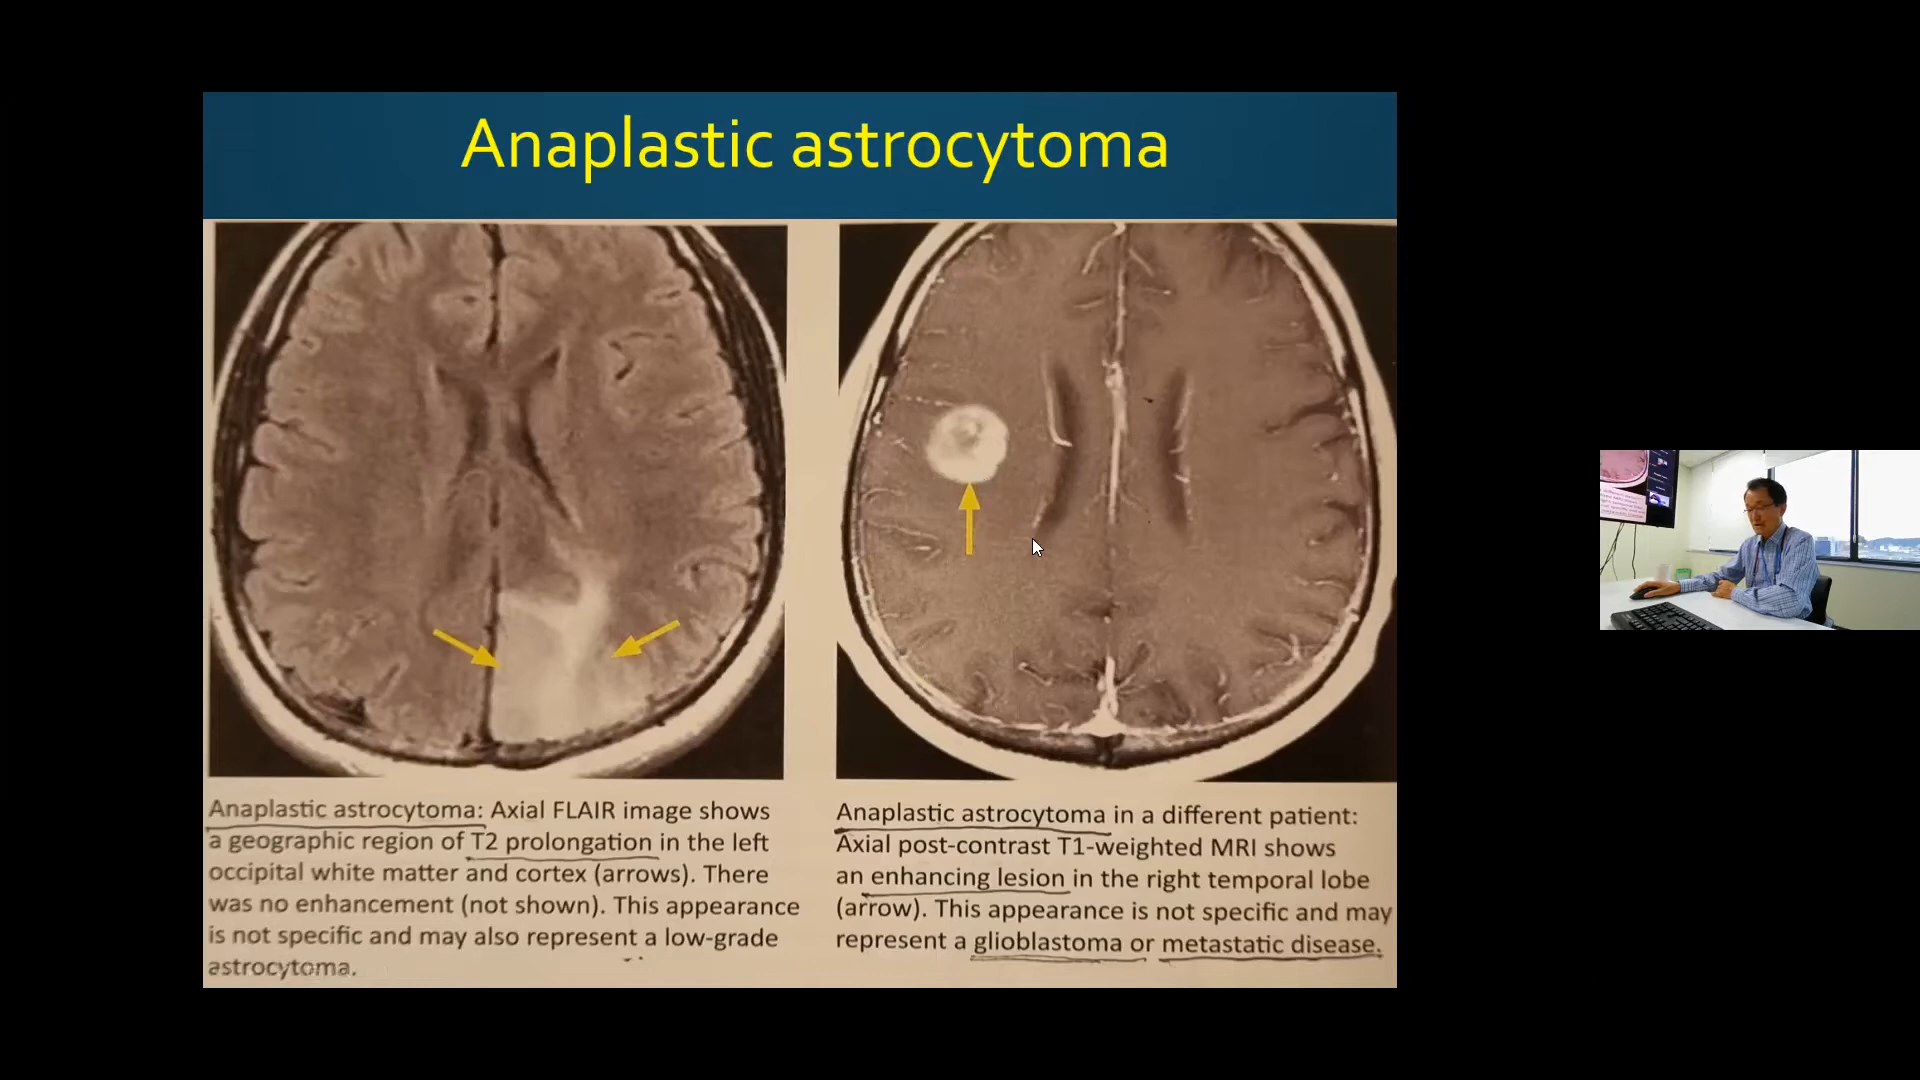 Anaplastic astrocytoma
Anaplastic astrocytoma: Axial FLAIR image shows
a geographic region of T2 prolongation in the left
occipital white matter and cortex (arrows). There
was no enhancement (not shown). This appearance
is not specific and may also represent a low-grade
astrocytoma.
Anaplastic astrocytoma in a different patient:
Axial post-contrast T1-weighted MRI shows
an enhancing lesion in the right temporal lobe
(arrow). This appearance is not specific and may
represent a glioblastoma or metastatic disease.